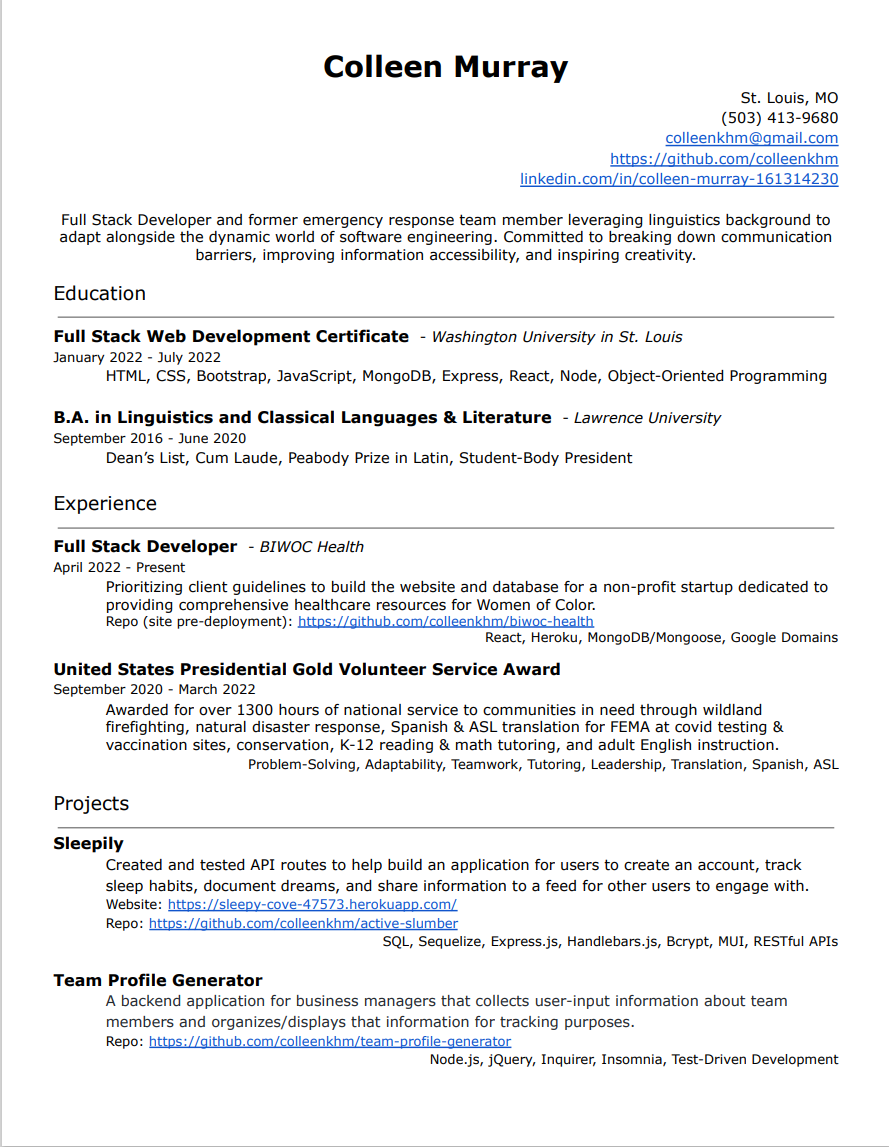 Colleen Murray
St. Louis, MO
(503) 413-9680
colleenkhm@gmail.com
https://github.com/colleenkhm
linkedin.com/in/colleen-murray-161314230
Full Stack Developer and former emergency response team member leveraging linguistics background to
adapt alongside the dynamic world of software engineering. Committed to breaking down communication
barriers, improving information accessibility, and inspiring creativity.
Education
Full Stack Web Development Certificate - Washington University in St. Louis
January 2022 - July 2022
HTML, CSS, Bootstrap, JavaScript, MongoDB, Express, React, Node, Object-Oriented Programming
B.A. in Linguistics and Classical Languages & Literature - Lawrence University
September 2016 - June 2020
Dean’s List, Cum Laude, Peabody Prize in Latin, Student-Body President
Experience
Full Stack Developer - BIWOC Health
April 2022 - Present
Prioritizing client guidelines to build the website and database for a non-profit startup dedicated to
providing comprehensive healthcare resources for Women of Color.
Repo (site pre-deployment): https://github.com/colleenkhm/biwoc-health
React, Heroku, MongoDB/Mongoose, Google Domains
United States Presidential Gold Volunteer Service Award
September 2020 - March 2022
Awarded for over 1300 hours of national service to communities in need through wildland
firefighting, natural disaster response, Spanish & ASL translation for FEMA at covid testing &
vaccination sites, conservation, K-12 reading & math tutoring, and adult English instruction.
Problem-Solving, Adaptability, Teamwork, Tutoring, Leadership, Translation, Spanish, ASL
Projects
Sleepily
Created and tested API routes to help build an application for users to create an account, track
sleep habits, document dreams, and share information to a feed for other users to engage with.
Website: https://sleepy-cove-47573.herokuapp.com/
Repo: https://github.com/colleenkhm/active-slumber
SQL, Sequelize, Express.js, Handlebars.js, Bcrypt, MUI, RESTful APIs
Team Profile Generator
A backend application for business managers that collects user-input information about team
members and organizes/displays that information for tracking purposes.
Repo: https://github.com/colleenkhm/team-profile-generator
Node.js, jQuery, Inquirer, Insomnia, Test-Driven Development